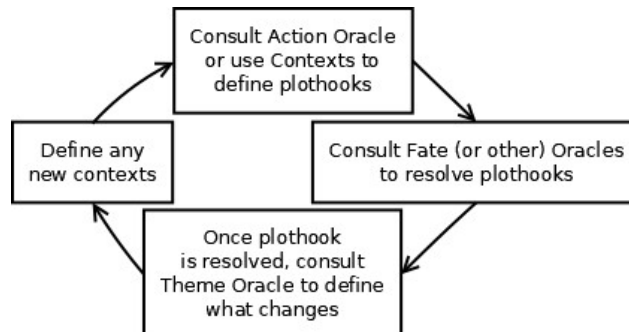 Consult Action Oracle
or use Contexts to
define plothooks
Define any
new contexts
Consult Fate (or other) Oracles
to resolve plothooks
Once plothook
is resolved, consult
Theme Oracle to define
what changes